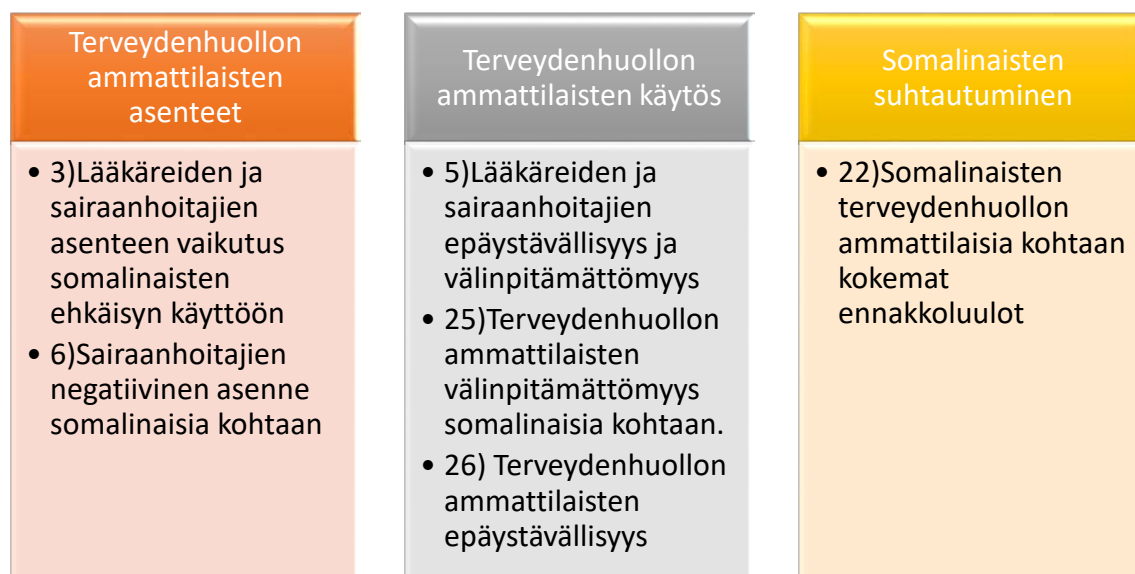 Terveydenhuollon
ammattilaisten
asenteet
• 3)Lääkäreiden ja
sairaanhoitajien
asenteen vaikutus
somalinaisten
ehkäisyn käyttöön
• 6)Sairaanhoitajien
negatiivinen asenne
somalinaisia kohtaan
Terveydenhuollon
ammattilaisten käytös
• 5)Lääkäreiden ja
sairaanhoitajien
epäystävällisyys ja
välinpitämättömyys
• 25)Terveydenhuollon
ammattilaisten
välinpitämättömyys
somalinaisia kohtaan.
• 26) Terveydenhuollon
ammattilaisten
epäystävällisyys
Somalinaisten
suhtautuminen
• 22)Somalinaisten
terveydenhuollon
ammattilaisia kohtaan
kokemat
ennakkoluulot